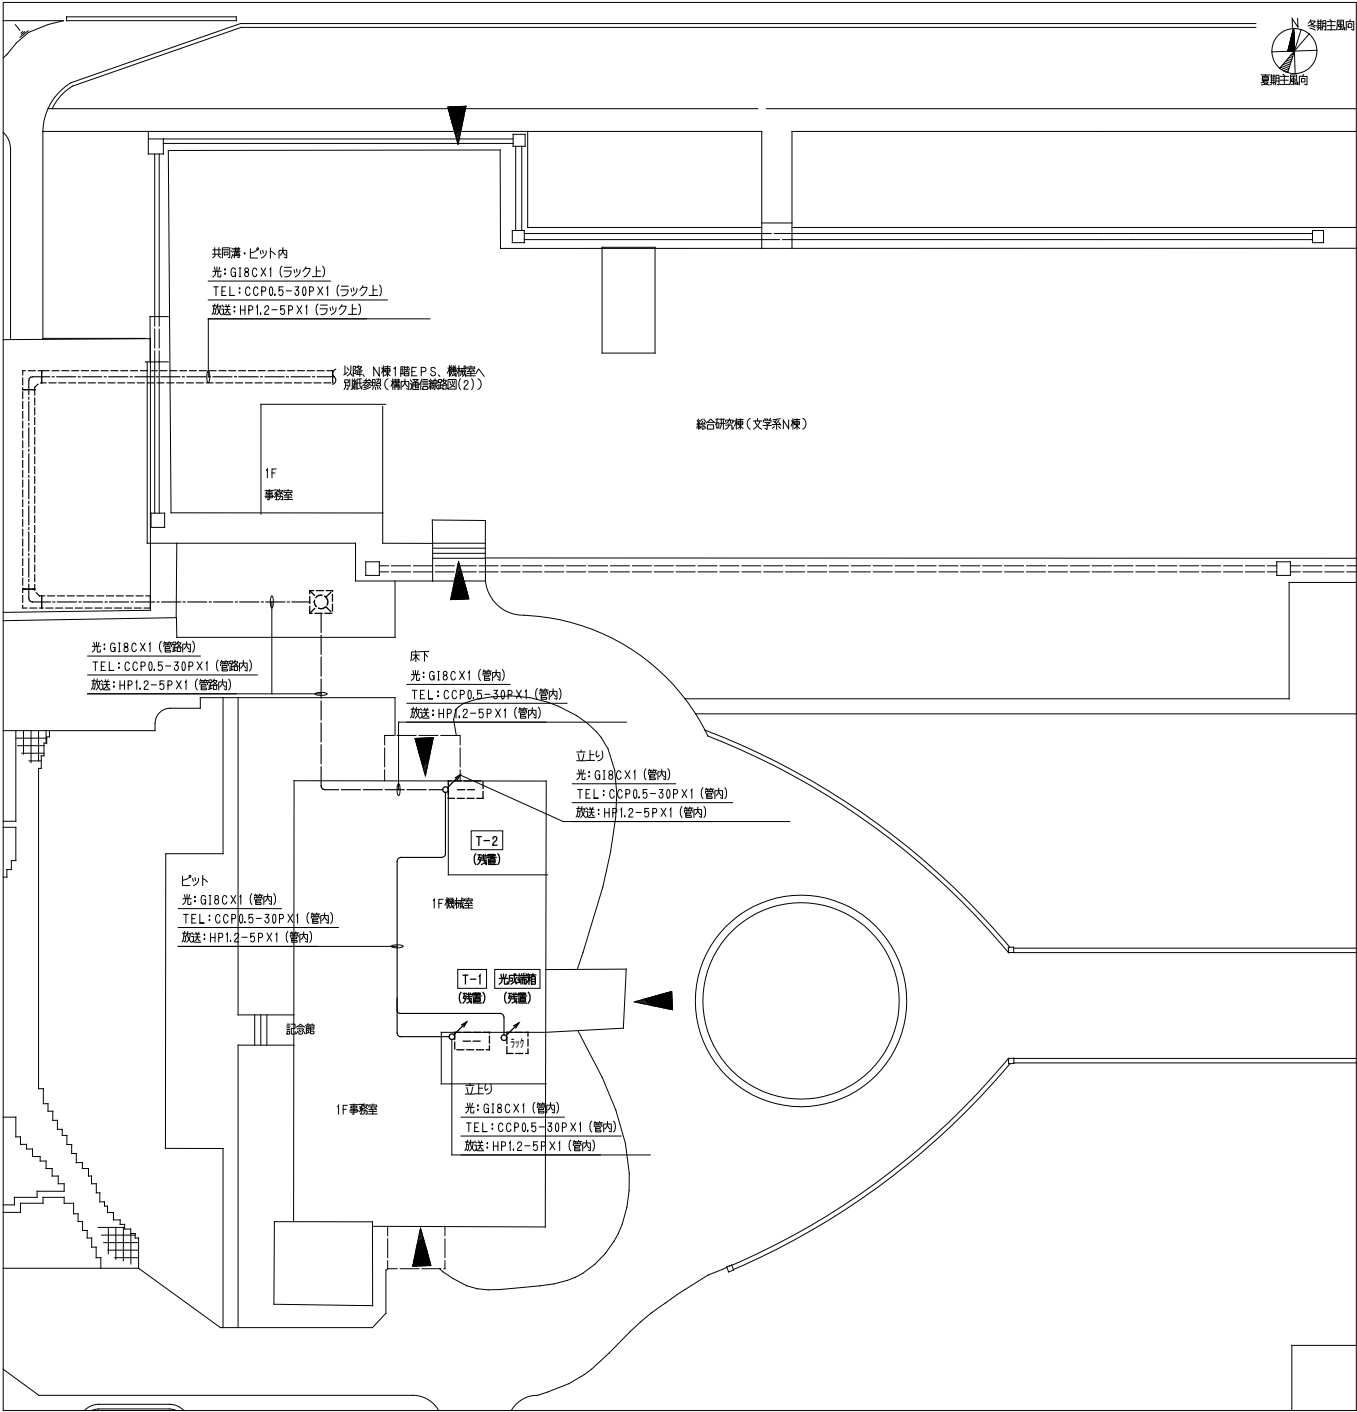 N
冬期主風向
夏期主風向
共同溝・ピット内
光：GI8CX1（ラック上）
TEL：CCP0.5-30PX1（ラック上）
放送：HP1.2-5PX1（ラック上）
以降、N棟1階EPS、機械室へ
別紙参照（構内通信線路図(2)）
総合研究棟（文学系N棟）
1F
事務室
光：GI8CX1（管路内）
TEL：CCP0.5-30PX1（管路内）
放送：HP1.2-5PX1（管路内）
床下
光：GI8CX1（管内）
TEL：CCP0.5-30PX1（管内）
放送：HP1.2-5PX1（管内）
立上り
光：GI8CX1（管内）
TEL：CCP0.5-30PX1（管内）
放送：HP1.2-5PX1（管内）
T-2
（残置）
ピット
光：GI8CX1（管内）
TEL：CCP0.5-30PX1（管内）
放送：HP1.2-5PX1（管内）
1F機械室
T-1
（残置）
光成端箱
（残置）
ラック
記念館
1F事務室
立上り
光：GI8CX1（管内）
TEL：CCP0.5-30PX1（管内）
放送：HP1.2-5PX1（管内）